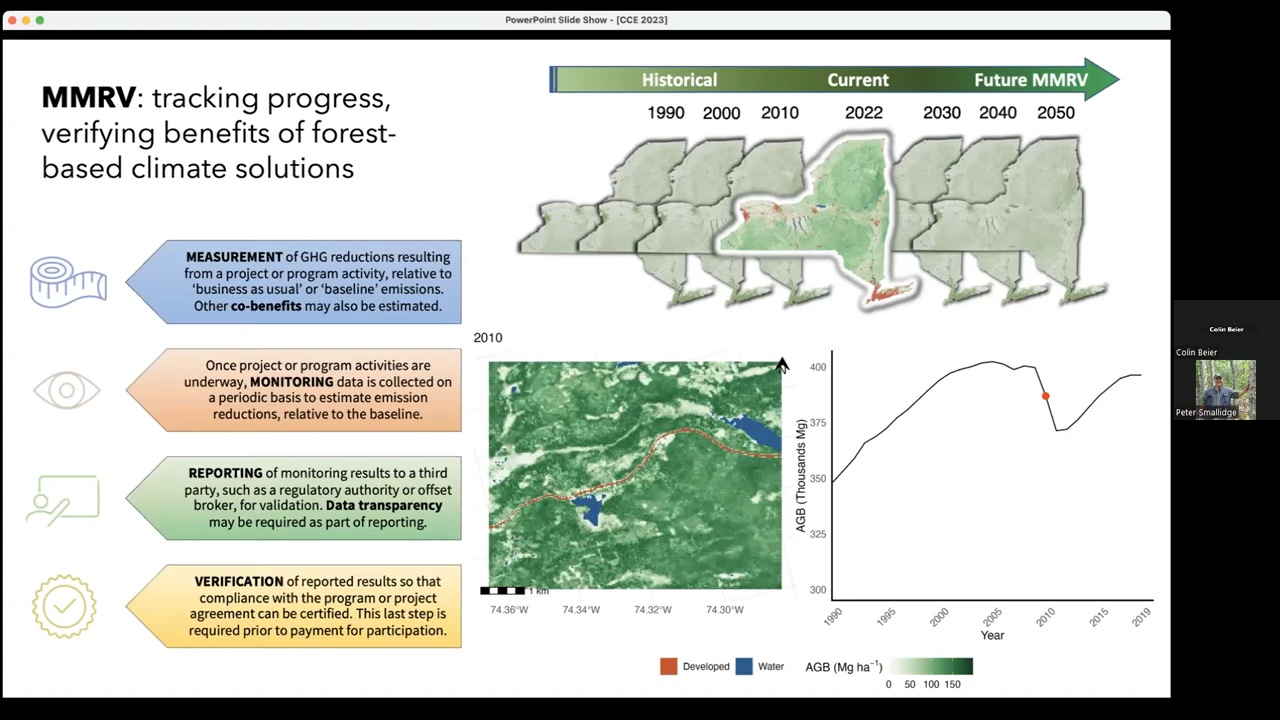 PowerPoint Slide Show - [CCE 2023]
MMRV: tracking progress,
verifying benefits of forest-
based climate solutions
Historical Current Future MMRV
1990 2000 2010 2022 2030 2040 2050
MEASUREMENT of GHG reductions resulting
from a project or program activity, relative to
‘business as usual’ or ‘baseline’ emissions.
Other co-benefits may also be estimated.
Once project or program activities are
underway, MONITORING data is collected on
a periodic basis to estimate emission
reductions, relative to the baseline.
REPORTING of monitoring results to a third
party, such as a regulatory authority or offset
broker, for validation. Data transparency
may be required as part of reporting.
VERIFICATION of reported results so that
compliance with the program or project
agreement can be certified. This last step is
required prior to payment for participation.
2010
1 km
74.36°W 74.34°W 74.32°W 74.30°W
AGB (Thousands Mg)
400
375
350
325
300
1990 1995 2000 2005 2010 2015 2019
Year
Developed Water AGB (Mg ha⁻¹)
0 50 100 150
Colin Beier
Colin Beier
Peter Smallidge